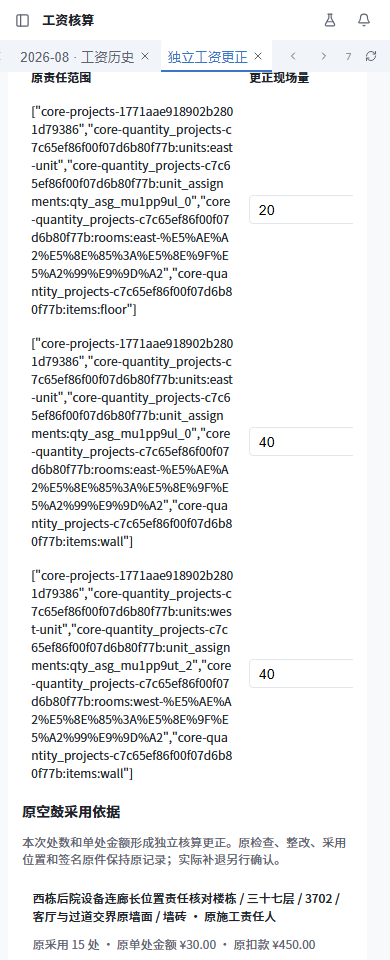 工资核算
2026-08 · 工资历史 ×
独立工资更正 ×
7
原责任范围
更正现场量
["core-projects-1771aae918902b280
1d79386","core-quantity_projects-c
7c65ef86f00f07d6b80f77b:units:east
-unit","core-quantity_projects-c7c6
5ef86f00f07d6b80f77b:unit_assign
ments:qty_asg_mu1pp9ul_0","core
-quantity_projects-c7c65ef86f00f07
d6b80f77b:rooms:east-%E5%AE%A
2%E5%8E%85%3A%E5%8E%9F%E
5%A2%99%E9%9D%A2","core-qua
ntity_projects-c7c65ef86f00f07d6b8
0f77b:items:floor"]
20
["core-projects-1771aae918902b280
1d79386","core-quantity_projects-c
7c65ef86f00f07d6b80f77b:units:east
-unit","core-quantity_projects-c7c6
5ef86f00f07d6b80f77b:unit_assign
ments:qty_asg_mu1pp9ul_0","core
-quantity_projects-c7c65ef86f00f07
d6b80f77b:rooms:east-%E5%AE%A
2%E5%8E%85%3A%E5%8E%9F%E
5%A2%99%E9%9D%A2","core-qua
ntity_projects-c7c65ef86f00f07d6b8
0f77b:items:wall"]
40
["core-projects-1771aae918902b280
1d79386","core-quantity_projects-c
7c65ef86f00f07d6b80f77b:units:wes
t-unit","core-quantity_projects-c7c
65ef86f00f07d6b80f77b:unit_assign
ments:qty_asg_mu1pp9ut_2","core
-quantity_projects-c7c65ef86f00f07
d6b80f77b:rooms:west-%E5%AE%A
2%E5%8E%85%3A%E5%8E%9F%E
5%A2%99%E9%9D%A2","core-qua
ntity_projects-c7c65ef86f00f07d6b8
0f77b:items:wall"]
40
原空鼓采用依据
本次处数和单处金额形成独立核算更正。原检查、整改、采用
位置和签名原件保持原记录；实际补退另行确认。
西栋后院设备连廊长位置责任核对楼栋 / 三十七层 / 3702 /
客厅与过道交界原墙面 / 墙砖 · 原施工责任人
原采用 15 处 · 原单处金额 ¥30.00 · 原扣款 ¥450.00